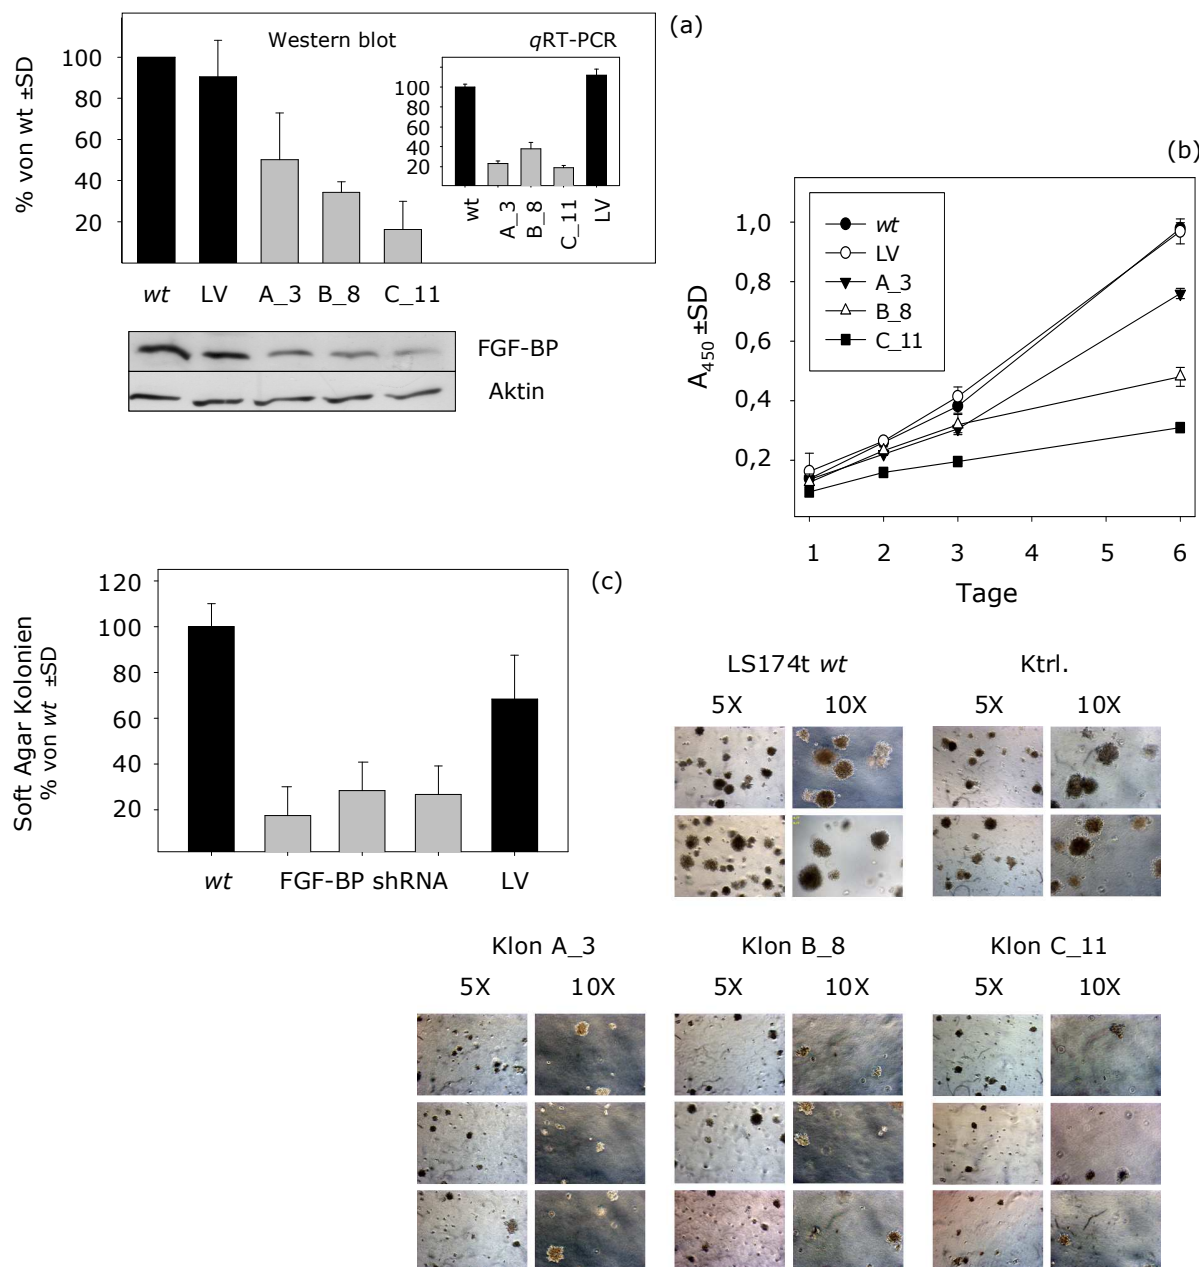 (a)
Western blot
qRT-PCR
% von wt ±SD
100
80
60
40
20
100
80
60
40
20
wt
A_3
B_8
C_11
LV
wt LV A_3 B_8 C_11
FGF-BP
Aktin
(b)
A450 ±SD
1,0
0,8
0,6
0,4
0,2
wt
LV
A_3
B_8
C_11
1 2 3 4 5 6
Tage
(c)
Soft Agar Kolonien
% von wt ±SD
120
100
80
60
40
20
wt FGF-BP shRNA LV
LS174t wt
Ktrl.
5X 10X 5X 10X
Klon A_3 Klon B_8 Klon C_11
5X 10X 5X 10X 5X 10X